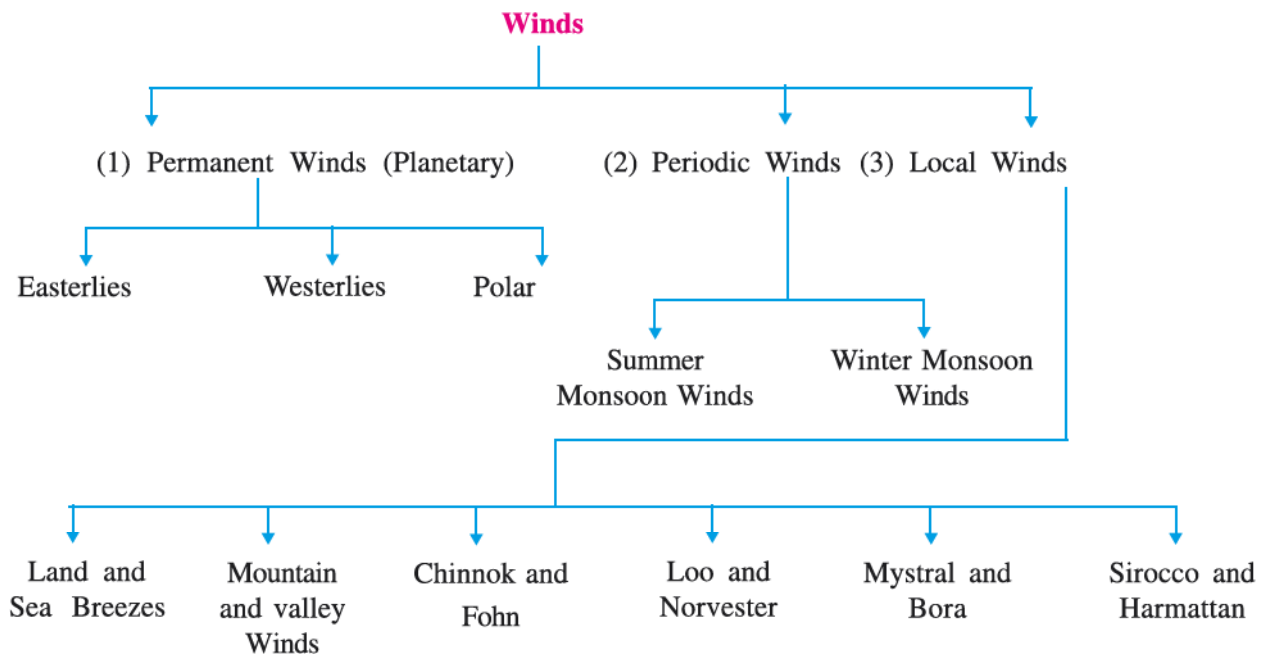 Winds
(1) Permanent Winds (Planetary)
(2) Periodic Winds
(3) Local Winds
Easterlies
Westerlies
Polar
Summer
Monsoon Winds
Winter Monsoon
Winds
Land and
Sea Breezes
Mountain
and valley
Winds
Chinnok and
Fohn
Loo and
Norvester
Mystral and
Bora
Sirocco and
Harmattan